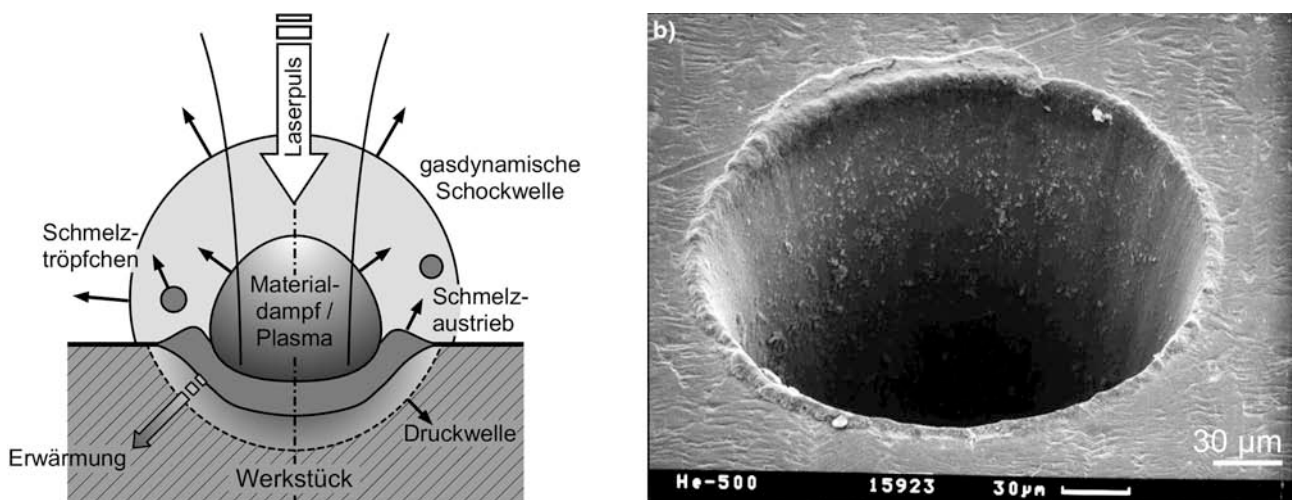 Laserpuls
gasdynamische
Schockwelle
Schmelz-
tröpfchen
Material-
dampf /
Plasma
Schmelz-
austrieb
Druckwelle
Erwärmung
Werkstück
b)
30 µm
He-500 15923 30µm